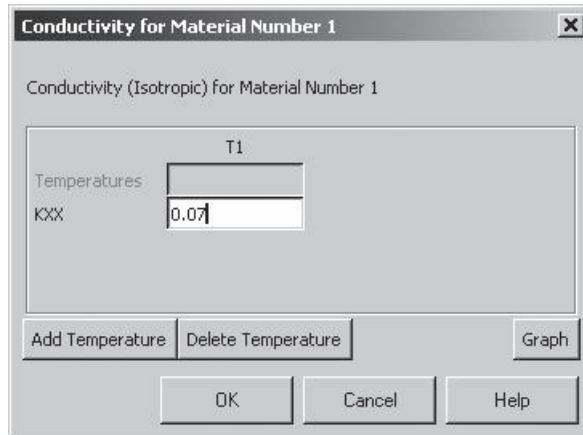 Conductivity for Material Number 1
Conductivity (Isotropic) for Material Number 1
T1
Temperatures
KXX 0.07
Add Temperature Delete Temperature Graph
OK Cancel Help